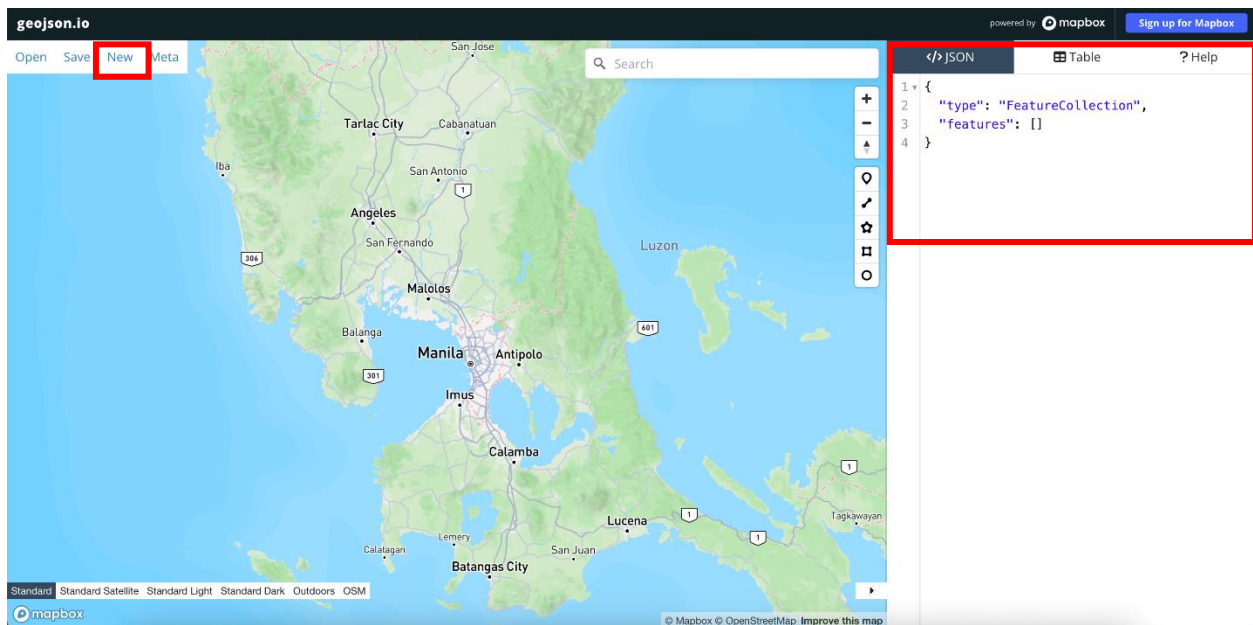 geojson.io
powered by mapbox
Sign up for Mapbox
Open Save New Meta
Search
</> JSON
Table
? Help
1 {
2 "type": "FeatureCollection",
3 "features": []
4 }
San Jose
Tarlac City
Cabanatuan
Iba
San Antonio
1
Angeles
San Fernando
306
Luzon
Malolos
Balanga
601
Manila
Antipolo
301
Imus
Calamba
1
Lucena
1
Tagkawayan
Lemery
1
Calatagan
San Juan
Batangas City
Standard Standard Satellite Standard Light Standard Dark Outdoors OSM
mapbox
© Mapbox © OpenStreetMap Improve this map